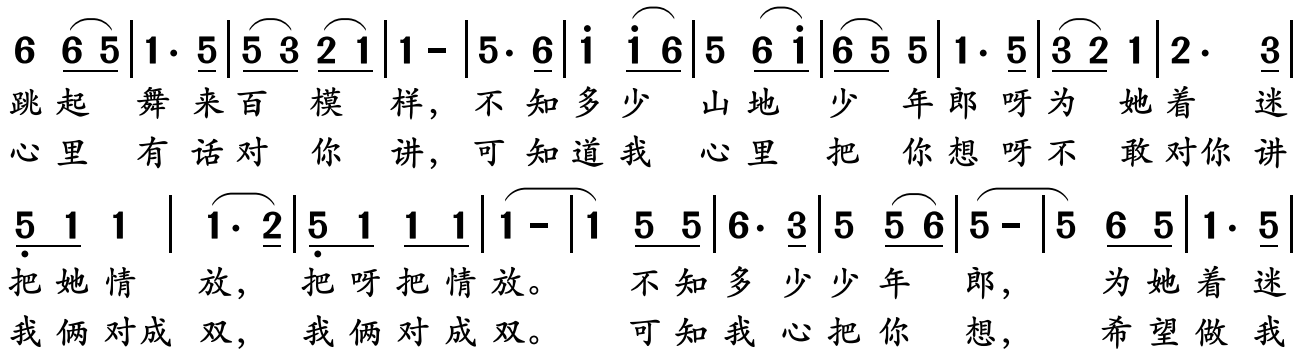 6 6 5 | 1 · 5 | 5 3 2 1 | 1 – | 5 · 6 | 1 1 6 | 5 6 1 | 6 5 5 | 1 · 5 | 3 2 1 | 2 · 3 |
跳起 舞来百 模 样，不知多少 山地 少 年郎呀为 她着 迷
心里 有话对 你 讲，可知道我 心里 把 你想呀不 敢对你讲
5 1 1 | 1 · 2 | 5 1 1 1 | 1 – | 1 5 5 | 6 · 3 | 5 5 6 | 5 – | 5 6 5 | 1 · 5 |
把她情 放， 把呀把情放。 不知多少少年 郎， 为她着迷
我俩对成 双， 我俩对成双。 可知我心把你 想， 希望做我